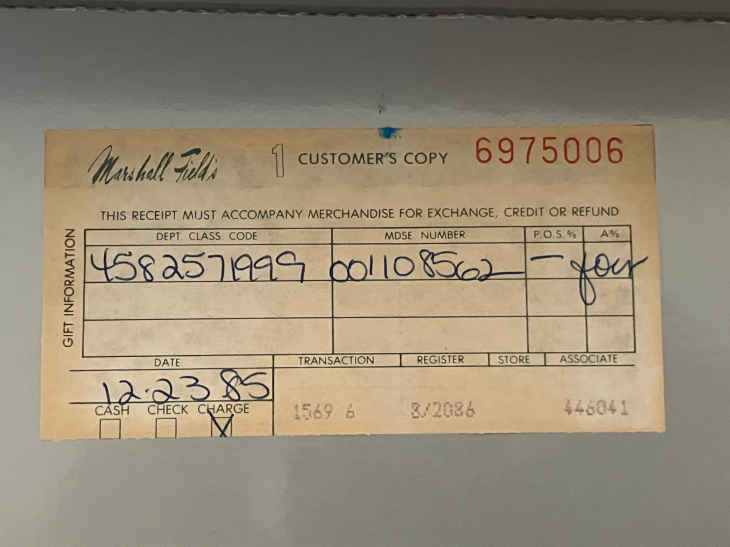 Marshall Field's 1 CUSTOMER'S COPY 6975006
THIS RECEIPT MUST ACCOMPANY MERCHANDISE FOR EXCHANGE, CREDIT OR REFUND
GIFT INFORMATION
DEPT. CLASS CODE MDSE NUMBER P.O.S.% A%
4582571999 001108562 –
DATE TRANSACTION REGISTER STORE ASSOCIATE
12·23 85
CASH CHECK CHARGE
1569 6 8/2086 446041